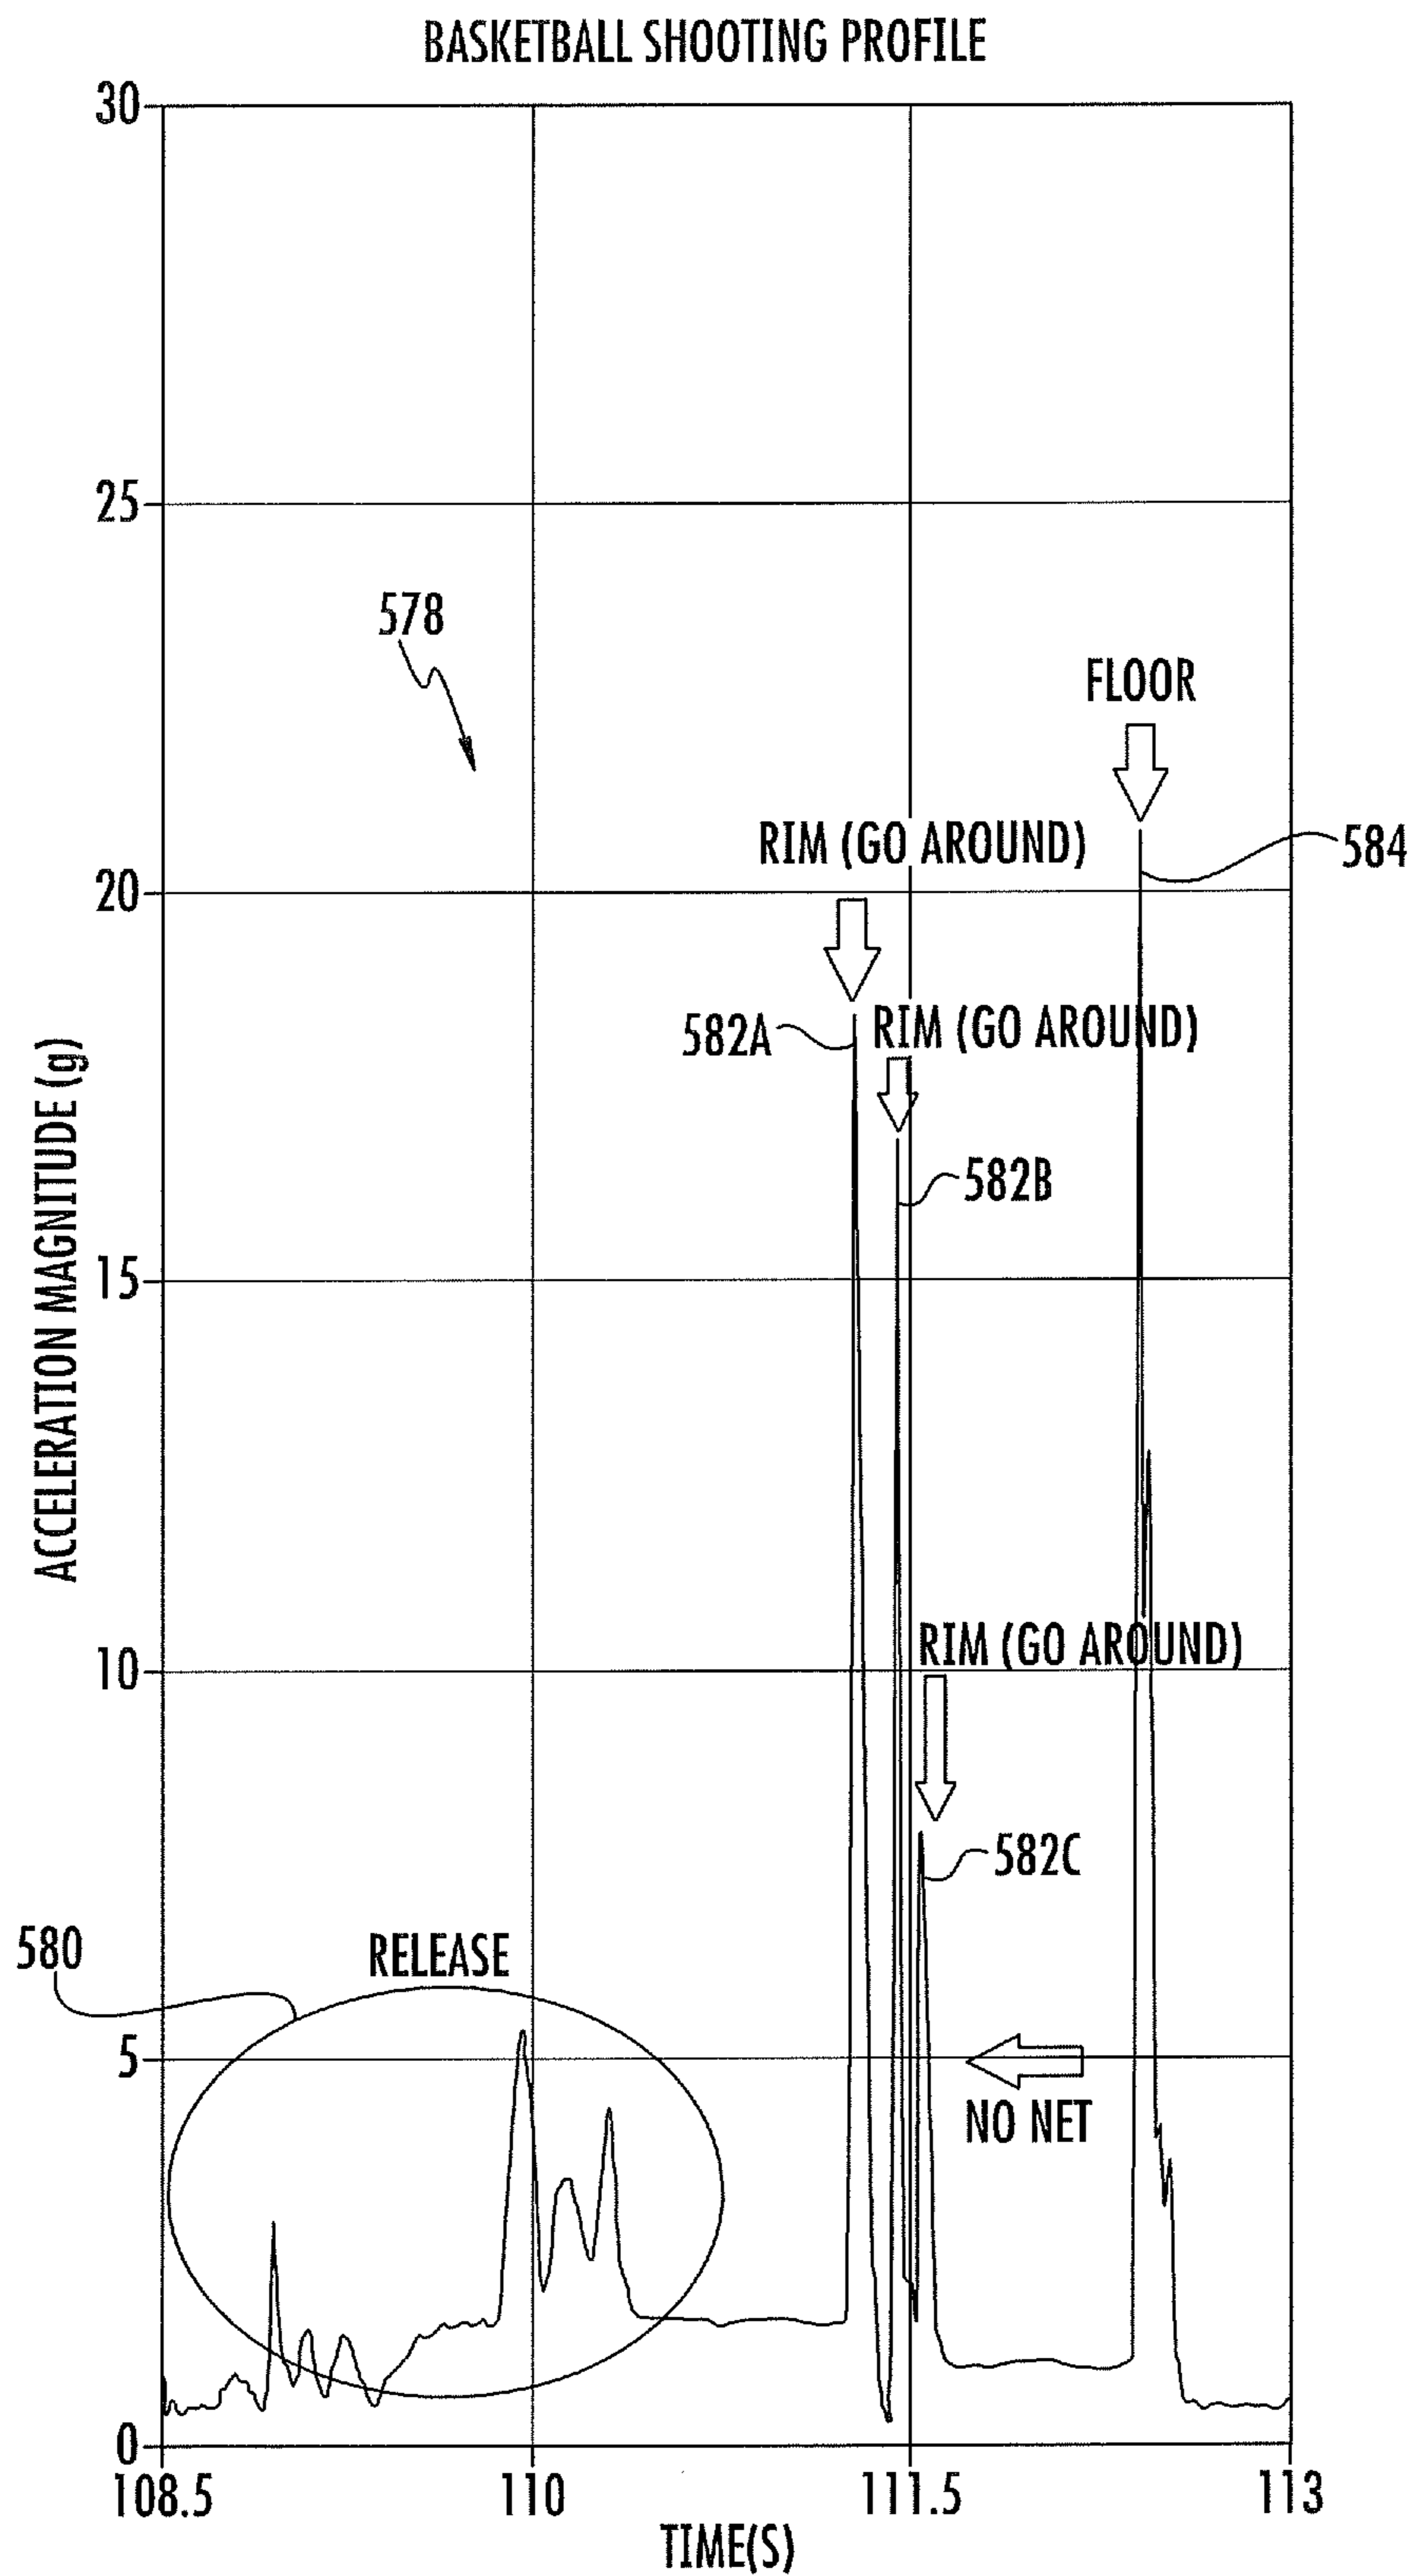 BASKETBALL SHOOTING PROFILE
30
25
578
FLOOR
RIM (GO AROUND)
584
20
582A
RIM (GO AROUND)
582B
15
ACCELERATION MAGNITUDE (g)
10
RIM (GO AROUND)
582C
580
RELEASE
5
NO NET
0
108.5
110
111.5
113
TIME(S)